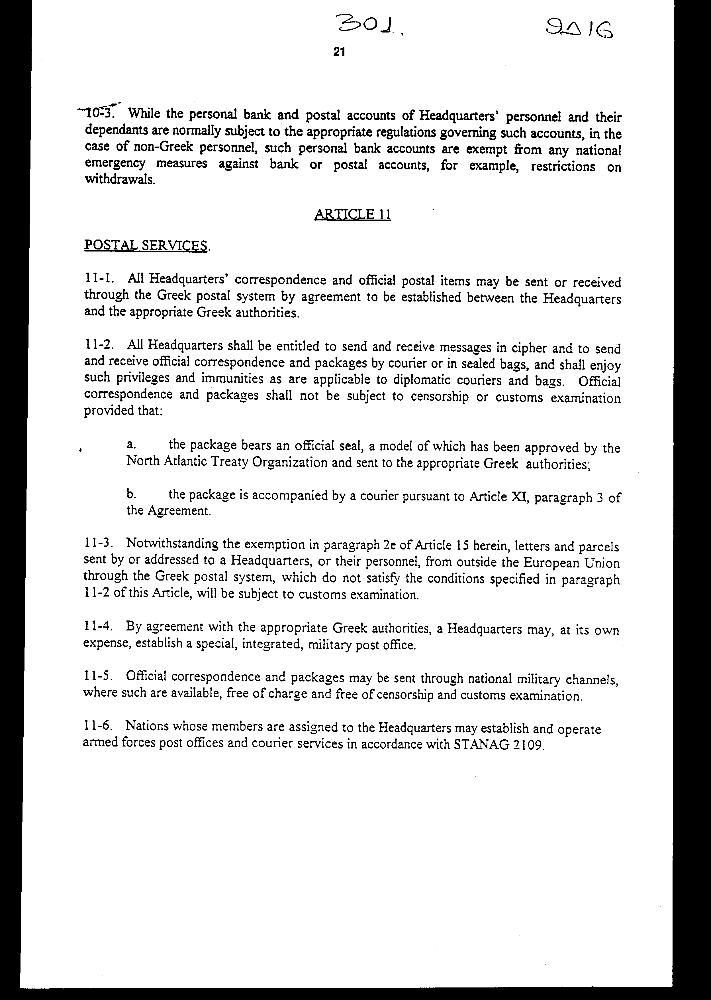 301.
9Δ16
21
10-3. While the personal bank and postal accounts of Headquarters' personnel and their
dependants are normally subject to the appropriate regulations governing such accounts, in the
case of non-Greek personnel, such personal bank accounts are exempt from any national
emergency measures against bank or postal accounts, for example, restrictions on
withdrawals.
ARTICLE 11
POSTAL SERVICES.
11-1. All Headquarters' correspondence and official postal items may be sent or received
through the Greek postal system by agreement to be established between the Headquarters
and the appropriate Greek authorities.
11-2. All Headquarters shall be entitled to send and receive messages in cipher and to send
and receive official correspondence and packages by courier or in sealed bags, and shall enjoy
such privileges and immunities as are applicable to diplomatic couriers and bags. Official
correspondence and packages shall not be subject to censorship or customs examination
provided that:
a. the package bears an official seal, a model of which has been approved by the
North Atlantic Treaty Organization and sent to the appropriate Greek authorities;
b. the package is accompanied by a courier pursuant to Article XI, paragraph 3 of
the Agreement.
11-3. Notwithstanding the exemption in paragraph 2e of Article 15 herein, letters and parcels
sent by or addressed to a Headquarters, or their personnel, from outside the European Union
through the Greek postal system, which do not satisfy the conditions specified in paragraph
11-2 of this Article, will be subject to customs examination.
11-4. By agreement with the appropriate Greek authorities, a Headquarters may, at its own
expense, establish a special, integrated, military post office.
11-5. Official correspondence and packages may be sent through national military channels,
where such are available, free of charge and free of censorship and customs examination.
11-6. Nations whose members are assigned to the Headquarters may establish and operate
armed forces post offices and courier services in accordance with STANAG 2109.